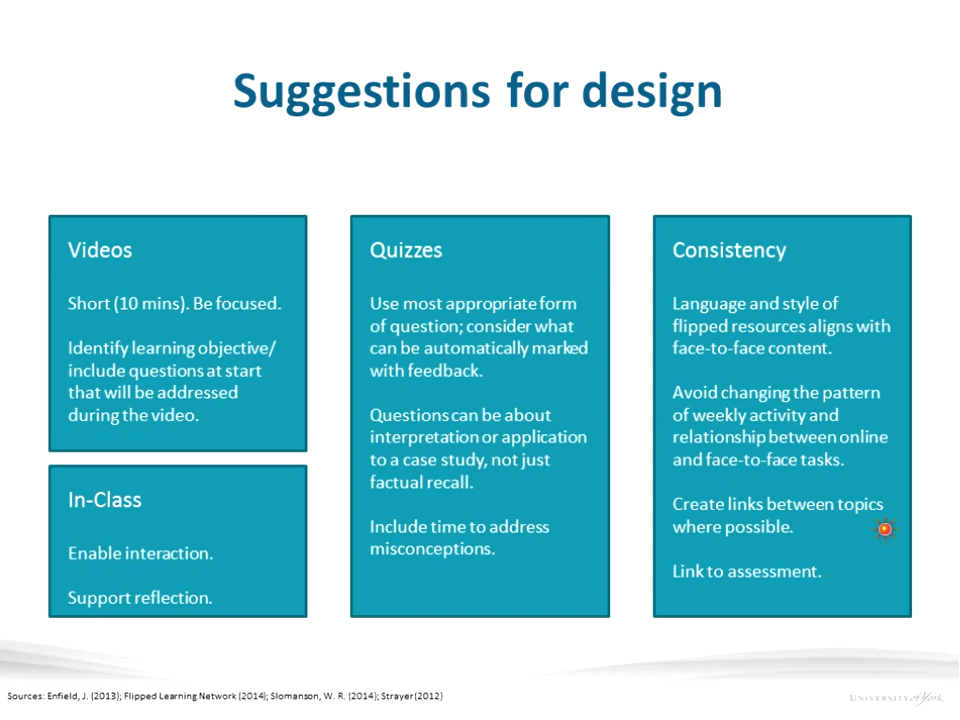 Suggestions for design
Videos
Short (10 mins). Be focused.
Identify learning objective/
include questions at start
that will be addressed
during the video.
In-Class
Enable interaction.
Support reflection.
Quizzes
Use most appropriate form
of question; consider what
can be automatically marked
with feedback.
Questions can be about
interpretation or application
to a case study, not just
factual recall.
Include time to address
misconceptions.
Consistency
Language and style of
flipped resources aligns with
face-to-face content.
Avoid changing the pattern
of weekly activity and
relationship between online
and face-to-face tasks.
Create links between topics
where possible.
Link to assessment.
Sources: Enfield, J. (2013); Flipped Learning Network (2014); Slomanson, W. R. (2014); Strayer (2012)
UNIVERSITY of York